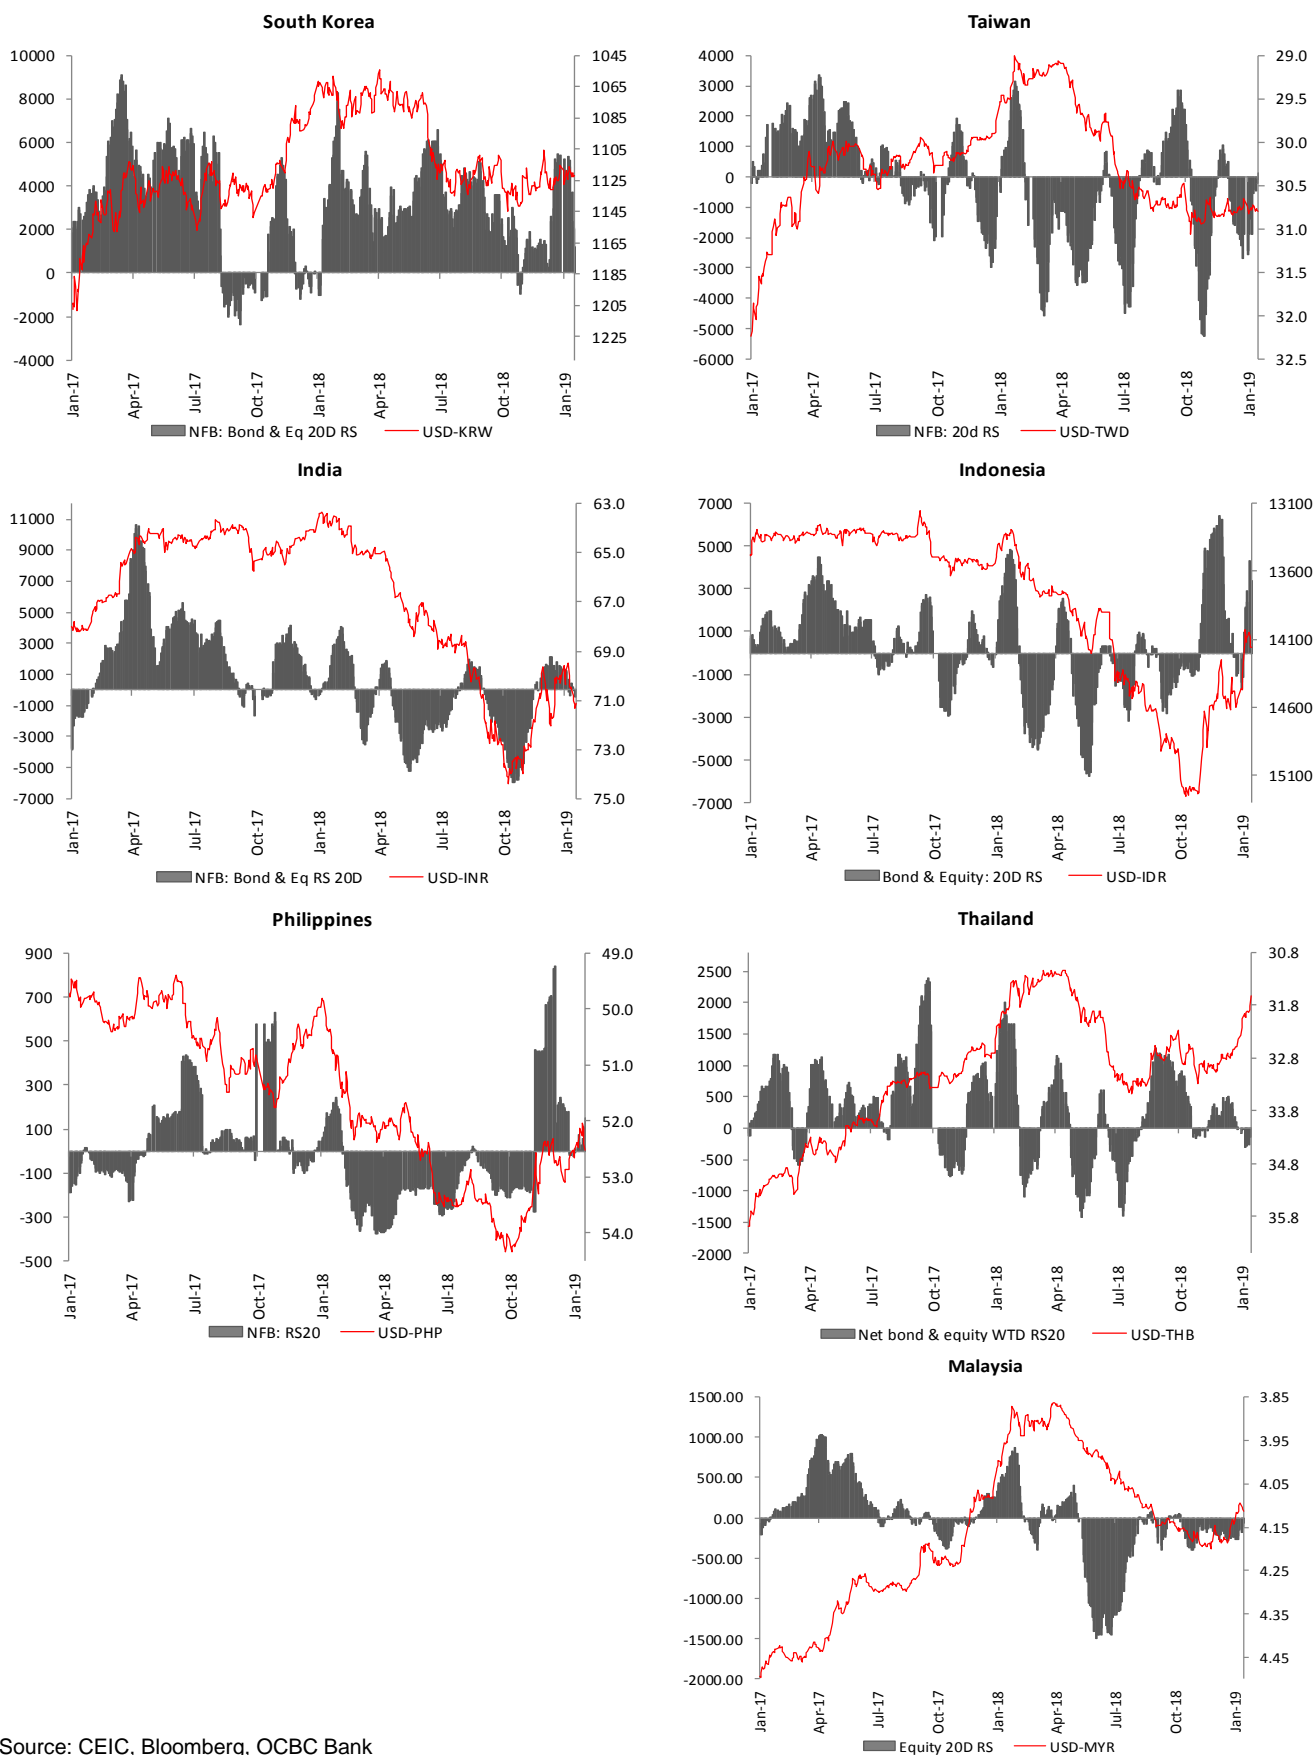 South Korea
10000
8000
6000
4000
2000
0
-2000
-4000
1045
1065
1085
1105
1125
1145
1165
1185
1205
1225
Jan-17
Apr-17
Jul-17
Oct-17
Jan-18
Apr-18
Jul-18
Oct-18
Jan-19
NFB: Bond & Eq 20D RS USD-KRW
Taiwan
4000
3000
2000
1000
0
-1000
-2000
-3000
-4000
-5000
-6000
29.0
29.5
30.0
30.5
31.0
31.5
32.0
32.5
Jan-17
Apr-17
Jul-17
Oct-17
Jan-18
Apr-18
Jul-18
Oct-18
Jan-19
NFB: 20d RS USD-TWD
India
11000
9000
7000
5000
3000
1000
-1000
-3000
-5000
-7000
63.0
65.0
67.0
69.0
71.0
73.0
75.0
Jan-17
Apr-17
Jul-17
Oct-17
Jan-18
Apr-18
Jul-18
Oct-18
Jan-19
NFB: Bond & Eq RS 20D USD-INR
Indonesia
7000
5000
3000
1000
-1000
-3000
-5000
-7000
13100
13600
14100
14600
15100
Jan-17
Apr-17
Jul-17
Oct-17
Jan-18
Apr-18
Jul-18
Oct-18
Jan-19
Bond & Equity: 20D RS USD-IDR
Philippines
900
700
500
300
100
-100
-300
-500
49.0
50.0
51.0
52.0
53.0
54.0
Jan-17
Apr-17
Jul-17
Oct-17
Jan-18
Apr-18
Jul-18
Oct-18
Jan-19
NFB: RS20 USD-PHP
Thailand
2500
2000
1500
1000
500
0
-500
-1000
-1500
-2000
30.8
31.8
32.8
33.8
34.8
35.8
Jan-17
Apr-17
Jul-17
Oct-17
Jan-18
Apr-18
Jul-18
Oct-18
Jan-19
Net bond & equity WTD RS20 USD-THB
Malaysia
1500.00
1000.00
500.00
0.00
-500.00
-1000.00
-1500.00
-2000.00
3.85
3.95
4.05
4.15
4.25
4.35
4.45
Jan-17
Apr-17
Jul-17
Oct-17
Jan-18
Apr-18
Jul-18
Oct-18
Jan-19
Equity 20D RS USD-MYR
Source: CEIC, Bloomberg, OCBC Bank